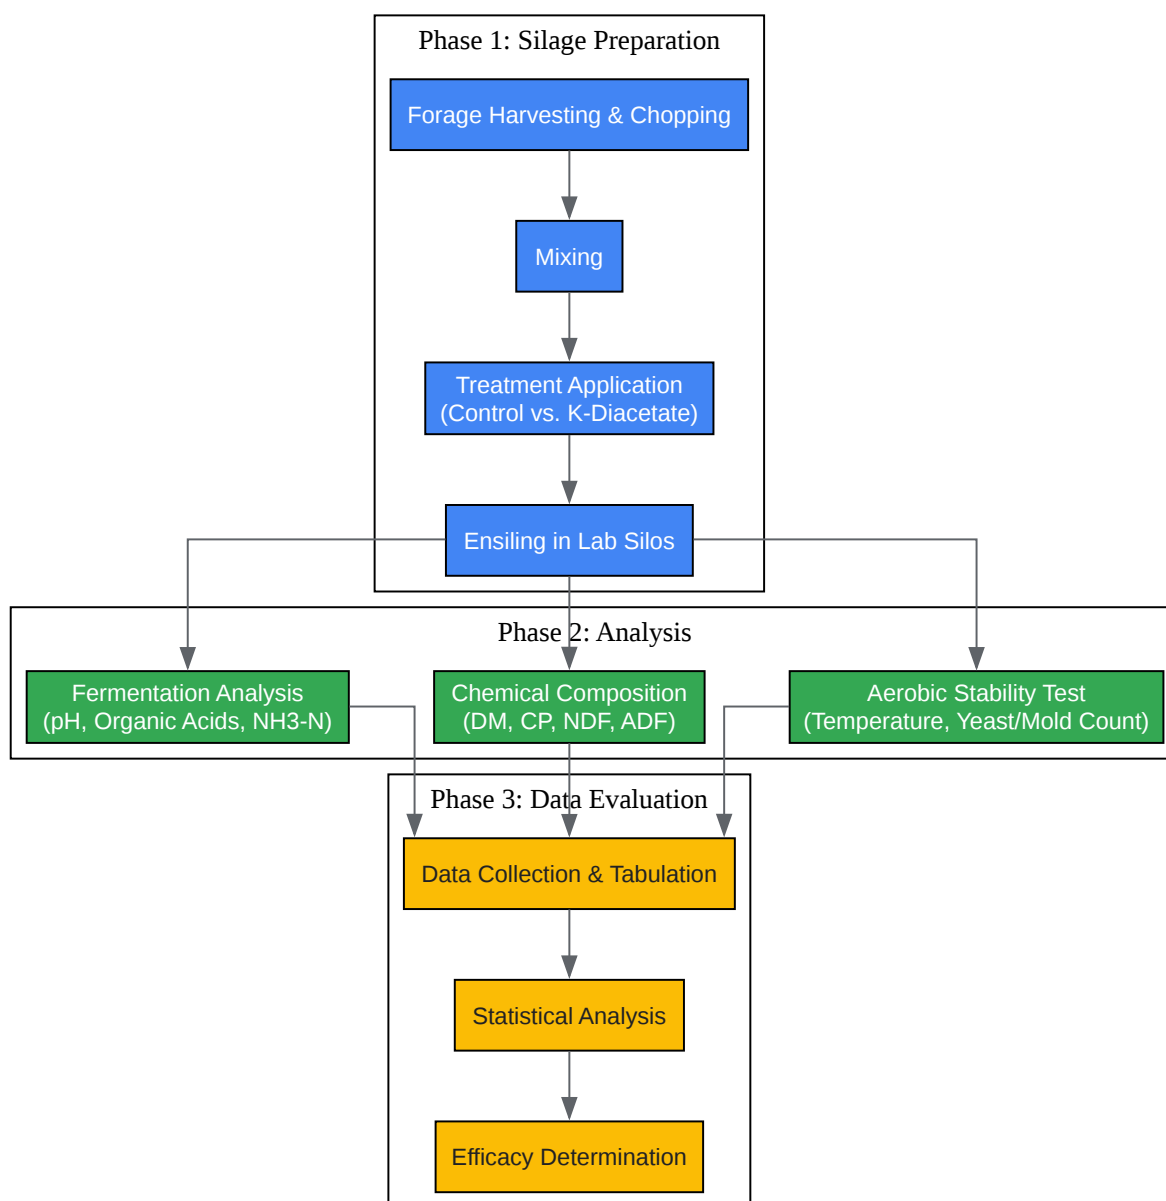 Phase 1: Silage Preparation
Forage Harvesting & Chopping
Mixing
Treatment Application
(Control vs. K-Diacetate)
Ensiling in Lab Silos
Phase 2: Analysis
Fermentation Analysis
(pH, Organic Acids, NH3-N)
Chemical Composition
(DM, CP, NDF, ADF)
Aerobic Stability Test
(Temperature, Yeast/Mold Count)
Phase 3: Data Evaluation
Data Collection & Tabulation
Statistical Analysis
Efficacy Determination